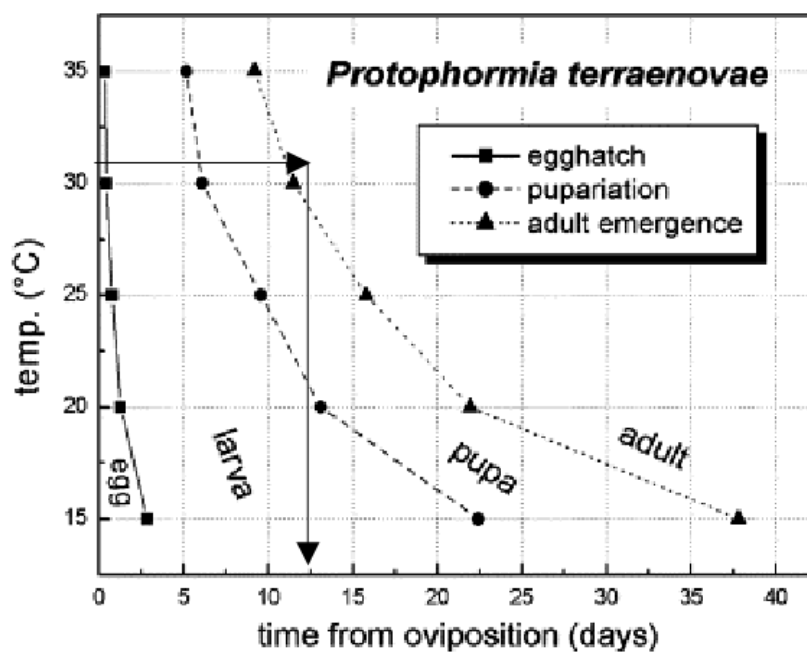 Protophormia terraenovae
egghatch
pupariation
adult emergence
temp. (°C)
35
30
25
20
15
egg
larva
pupa
adult
0 5 10 15 20 25 30 35 40
time from oviposition (days)